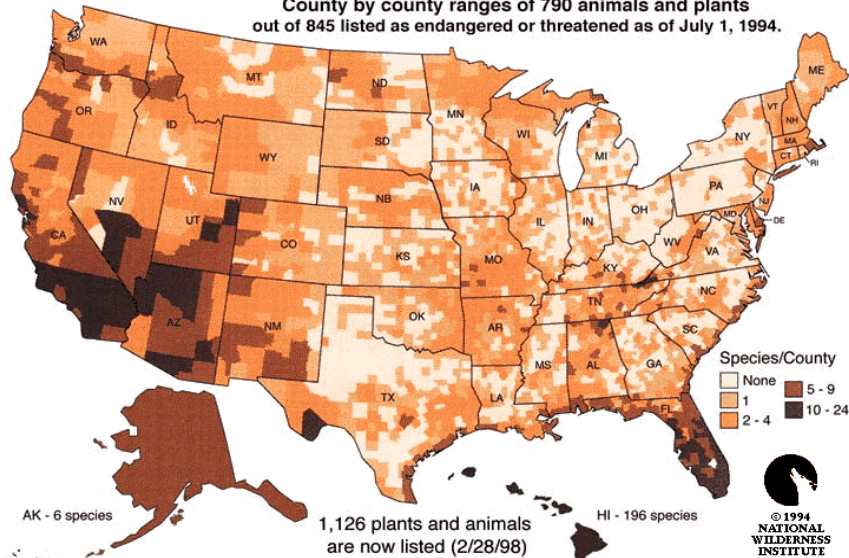 County by county ranges of 790 animals and plants
out of 845 listed as endangered or threatened as of July 1, 1994.
WA
MT
ND
MN
ME
OR
ID
SD
WI
MI
VT
NH
NY
MA
CT
RI
WY
IA
PA
NV
NB
NJ
UT
IL
IN
OH
MD
DE
CA
CO
KS
MO
WV
VA
KY
NC
AZ
NM
OK
AR
TN
SC
MS
AL
GA
TX
LA
FL
Species/County
None
1
2 - 4
5 - 9
10 - 24
AK - 6 species
HI - 196 species
1,126 plants and animals
are now listed (2/28/98)
© 1994
NATIONAL
WILDERNESS
INSTITUTE